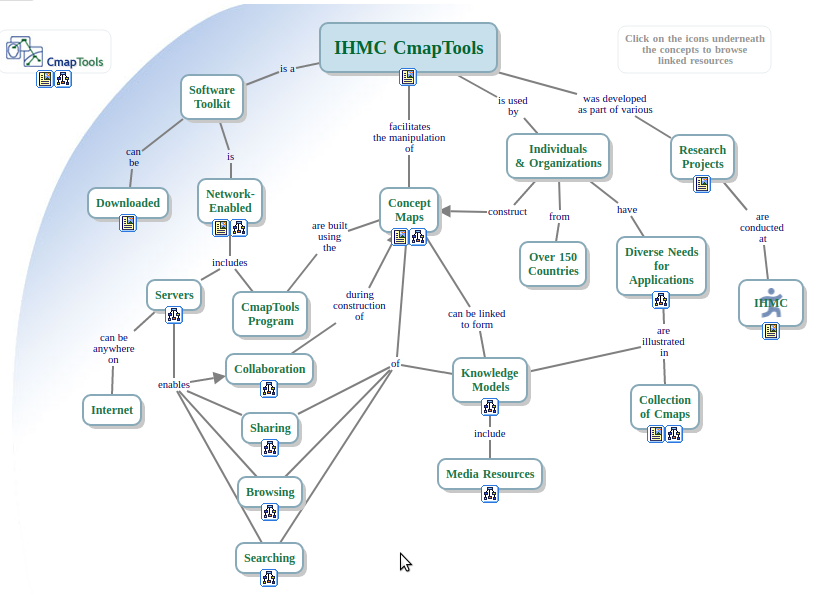 IHMC CmapTools
Click on the icons underneath
the concepts to browse
linked resources
CmapTools
is a
Software
Toolkit
is used
by
was developed
as part of various
facilitates
the manipulation
of
can
be
is
Individuals
& Organizations
Research
Projects
Downloaded
Network-
Enabled
Concept
Maps
construct
from
have
are
conducted
at
are built
using
the
includes
Over 150
Countries
Diverse Needs
for
Applications
Servers
CmapTools
Program
during
construction
of
can be linked
to form
IHMC
can be
anywhere
on
are
illustrated
in
Collaboration
of
enables
Knowledge
Models
Internet
Sharing
include
Collection
of Cmaps
Media Resources
Browsing
Searching